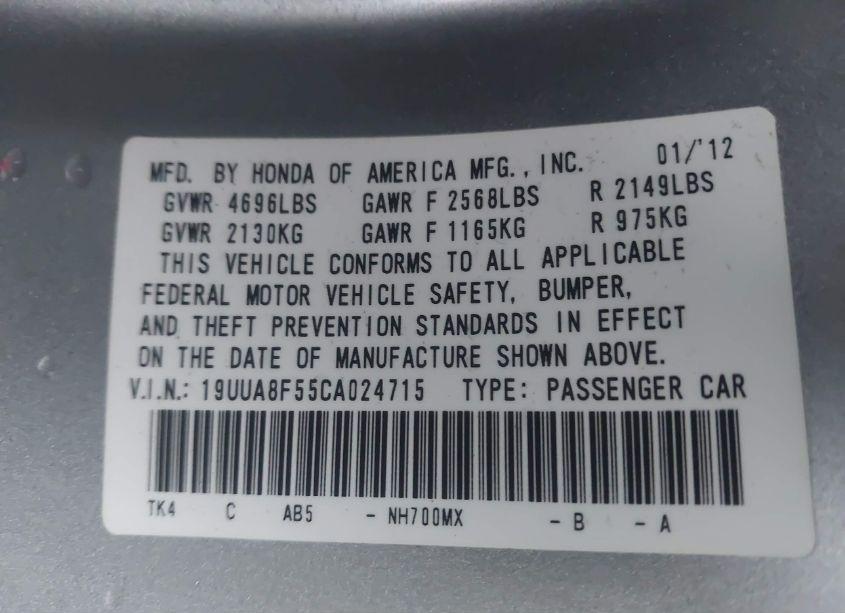 MFD. BY HONDA OF AMERICA MFG., INC. 01/'12
GVWR 4696LBS GAWR F 2568LBS R 2149LBS
GVWR 2130KG GAWR F 1165KG R 975KG
THIS VEHICLE CONFORMS TO ALL APPLICABLE
FEDERAL MOTOR VEHICLE SAFETY, BUMPER,
AND THEFT PREVENTION STANDARDS IN EFFECT
ON THE DATE OF MANUFACTURE SHOWN ABOVE.
V.I.N.: 19UUA8F55CA024715 TYPE: PASSENGER CAR
TK4 C AB5 - NH700MX - B - A